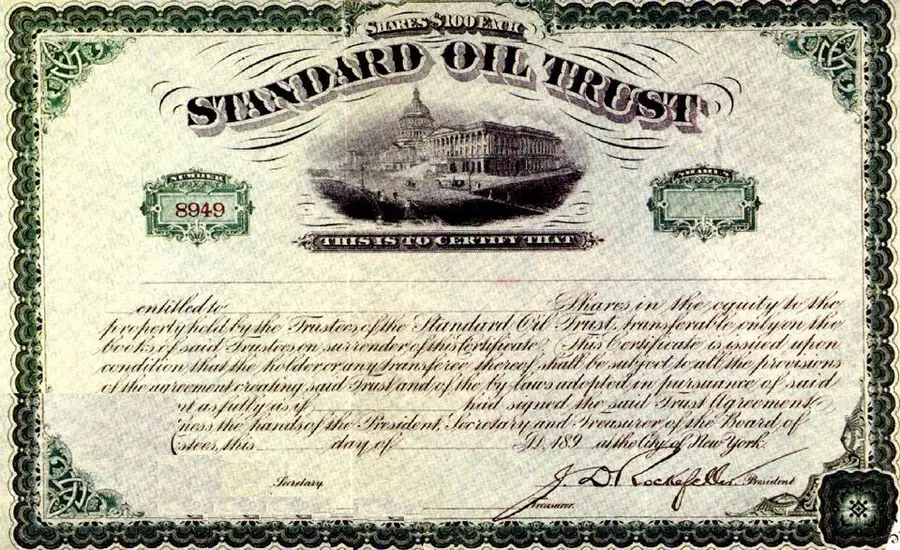 SHARES $100 EACH
STANDARD OIL TRUST
NUMBER
8949
SHARES
THIS IS TO CERTIFY THAT
entitled to Shares in the equity to the
property held by the Trustees of the Standard Oil Trust, transferable only on the
books of said Trustees on surrender of this Certificate. This Certificate is issued upon
condition that the holder or any transferee thereof shall be subject to all the provisions
of the agreement creating said Trust and of the by-laws adopted in pursuance of said
as fully as if had signed the said Trust Agreement
the hands of the President, Secretary and Treasurer of the Board of
this day of A.D. 189 at the City of New York.
Secretary
J. D. Rockefeller President
Treasurer.